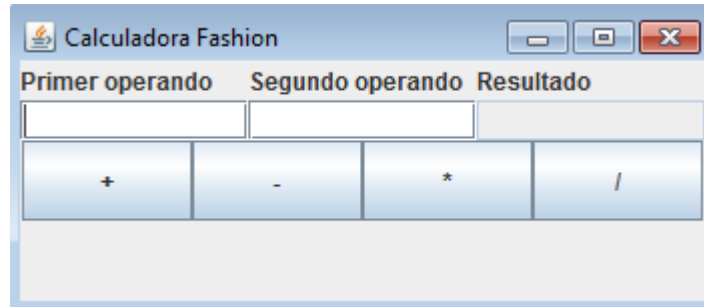 Calculadora Fashion
Primer operando Segundo operando Resultado
+ - * /